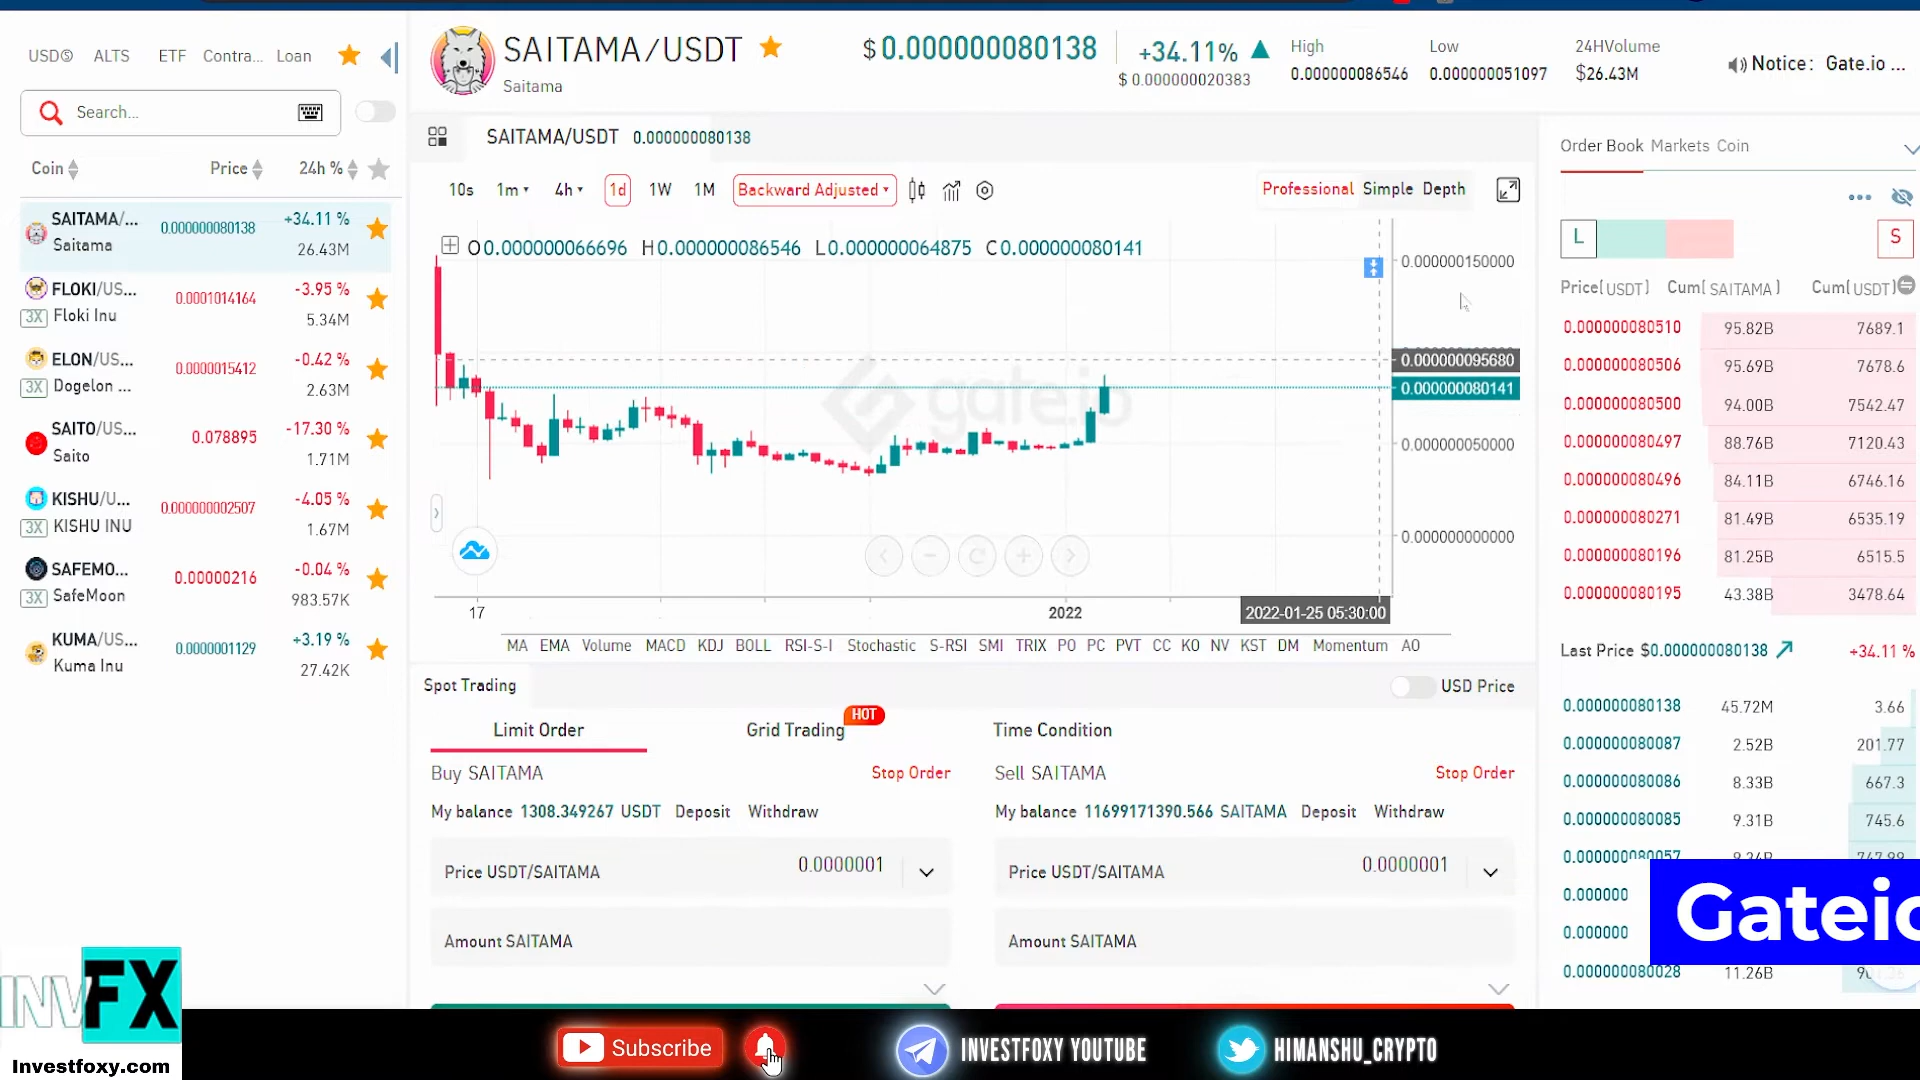 USDⓈ ALTS ETF Contra... Loan
Search...
Coin Price 24h %
SAITAMA/... 0.000000080138 +34.11 %
Saitama 26.43M
FLOKI/US... 0.0001014164 -3.95 %
3X Floki Inu 5.34M
ELON/US... 0.0000015412 -0.42 %
3X Dogelon ... 2.63M
SAITO/US... 0.078895 -17.30 %
Saito 1.71M
KISHU/U... 0.000000002507 -4.05 %
3X KISHU INU 1.67M
SAFEMO... 0.00000216 -0.04 %
3X SafeMoon 983.57K
KUMA/US... 0.0000001129 +3.19 %
Kuma Inu 27.42K
SAITAMA/USDT
Saitama
$0.000000080138
+34.11%
$ 0.000000020383
High
0.000000086546
Low
0.000000051097
24HVolume
$26.43M
Notice: Gate.io ...
SAITAMA/USDT 0.000000080138
10s 1m 4h 1d 1W 1M Backward Adjusted
Professional Simple Depth
O0.000000066696 H0.000000086546 L0.000000064875 C0.000000080141
gate.io
0.000000150000
0.000000095680
0.000000080141
0.000000050000
0.000000000000
17 2022 2022-01-25 05:30:00
MA EMA Volume MACD KDJ BOLL RSI-S-I Stochastic S-RSI SMI TRIX PO PC PVT CC KO NV KST DM Momentum AO
Spot Trading
USD Price
Limit Order Grid Trading HOT Time Condition
Buy SAITAMA Stop Order
My balance 1308.349267 USDT Deposit Withdraw
Price USDT/SAITAMA 0.0000001
Amount SAITAMA
Sell SAITAMA Stop Order
My balance 11699171390.566 SAITAMA Deposit Withdraw
Price USDT/SAITAMA 0.0000001
Amount SAITAMA
Order Book Markets Coin
L S
Price(USDT) Cum(SAITAMA) Cum(USDT)
0.000000080510 95.82B 7689.1
0.000000080506 95.69B 7678.6
0.000000080500 94.00B 7542.47
0.000000080497 88.76B 7120.43
0.000000080496 84.11B 6746.16
0.000000080271 81.49B 6535.19
0.000000080196 81.25B 6515.5
0.000000080195 43.38B 3478.64
Last Price $0.000000080138 +34.11 %
0.000000080138 45.72M 3.66
0.000000080087 2.52B 201.77
0.000000080086 8.33B 667.3
0.000000080085 9.31B 745.6
0.000000080057
0.000000
0.000000
0.000000080028 11.26B
Gateio
INV FX
Investfoxy.com
Subscribe
INVESTFOXY YOUTUBE
HIMANSHU_CRYPTO